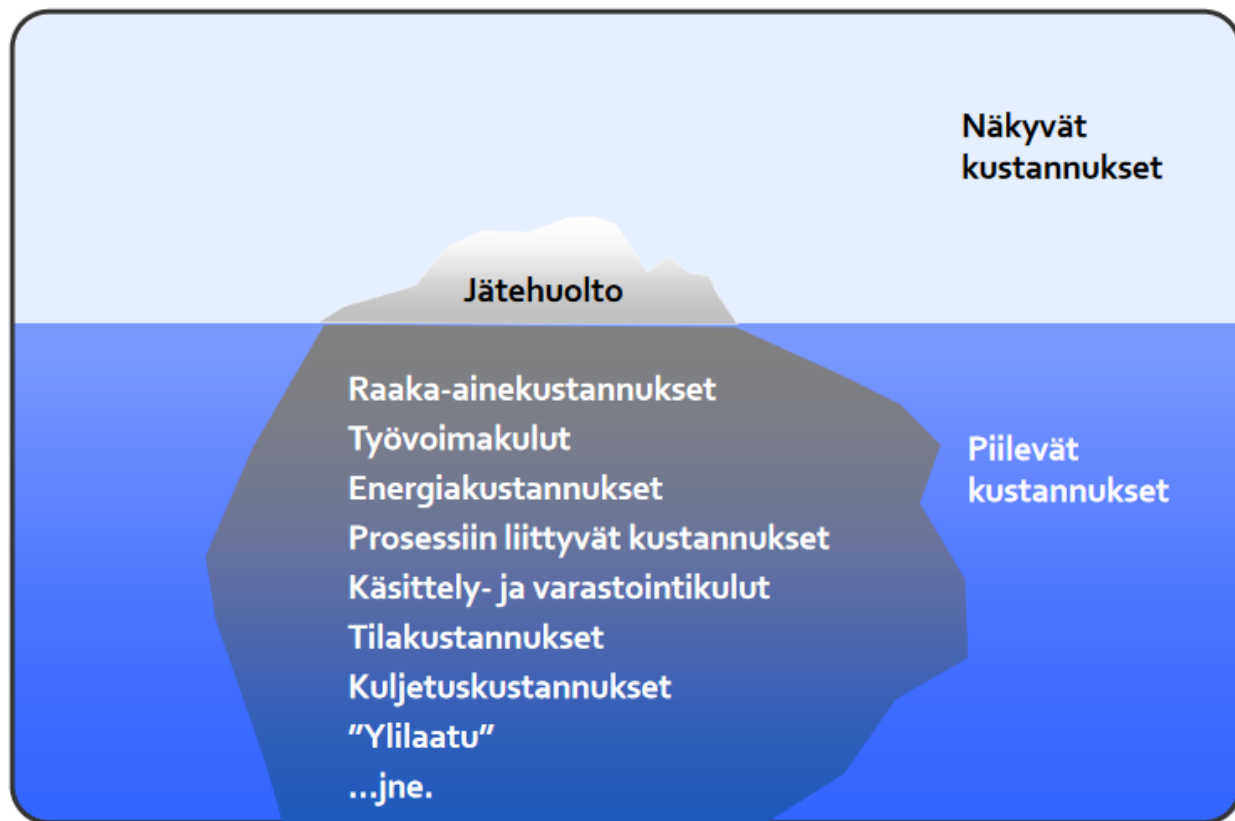 Näkyvät
kustannukset
Jätehuolto
Raaka-ainekustannukset
Työvoimakulut
Energiakustannukset
Prosessiin liittyvät kustannukset
Käsittely- ja varastointikulut
Tilakustannukset
Kuljetuskustannukset
”Ylilaatu”
...jne.
Piilevät
kustannukset